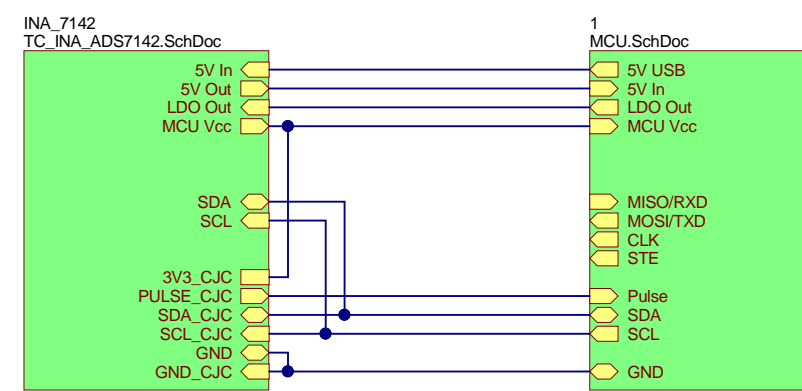 INA_7142
TC_INA_ADS7142.SchDoc
5V In
5V Out
LDO Out
MCU Vcc
SDA
SCL
3V3_CJC
PULSE_CJC
SDA_CJC
SCL_CJC
GND
GND_CJC
1
MCU.SchDoc
5V USB
5V In
LDO Out
MCU Vcc
MISO/RXD
MOSI/TXD
CLK
STE
Pulse
SDA
SCL
GND